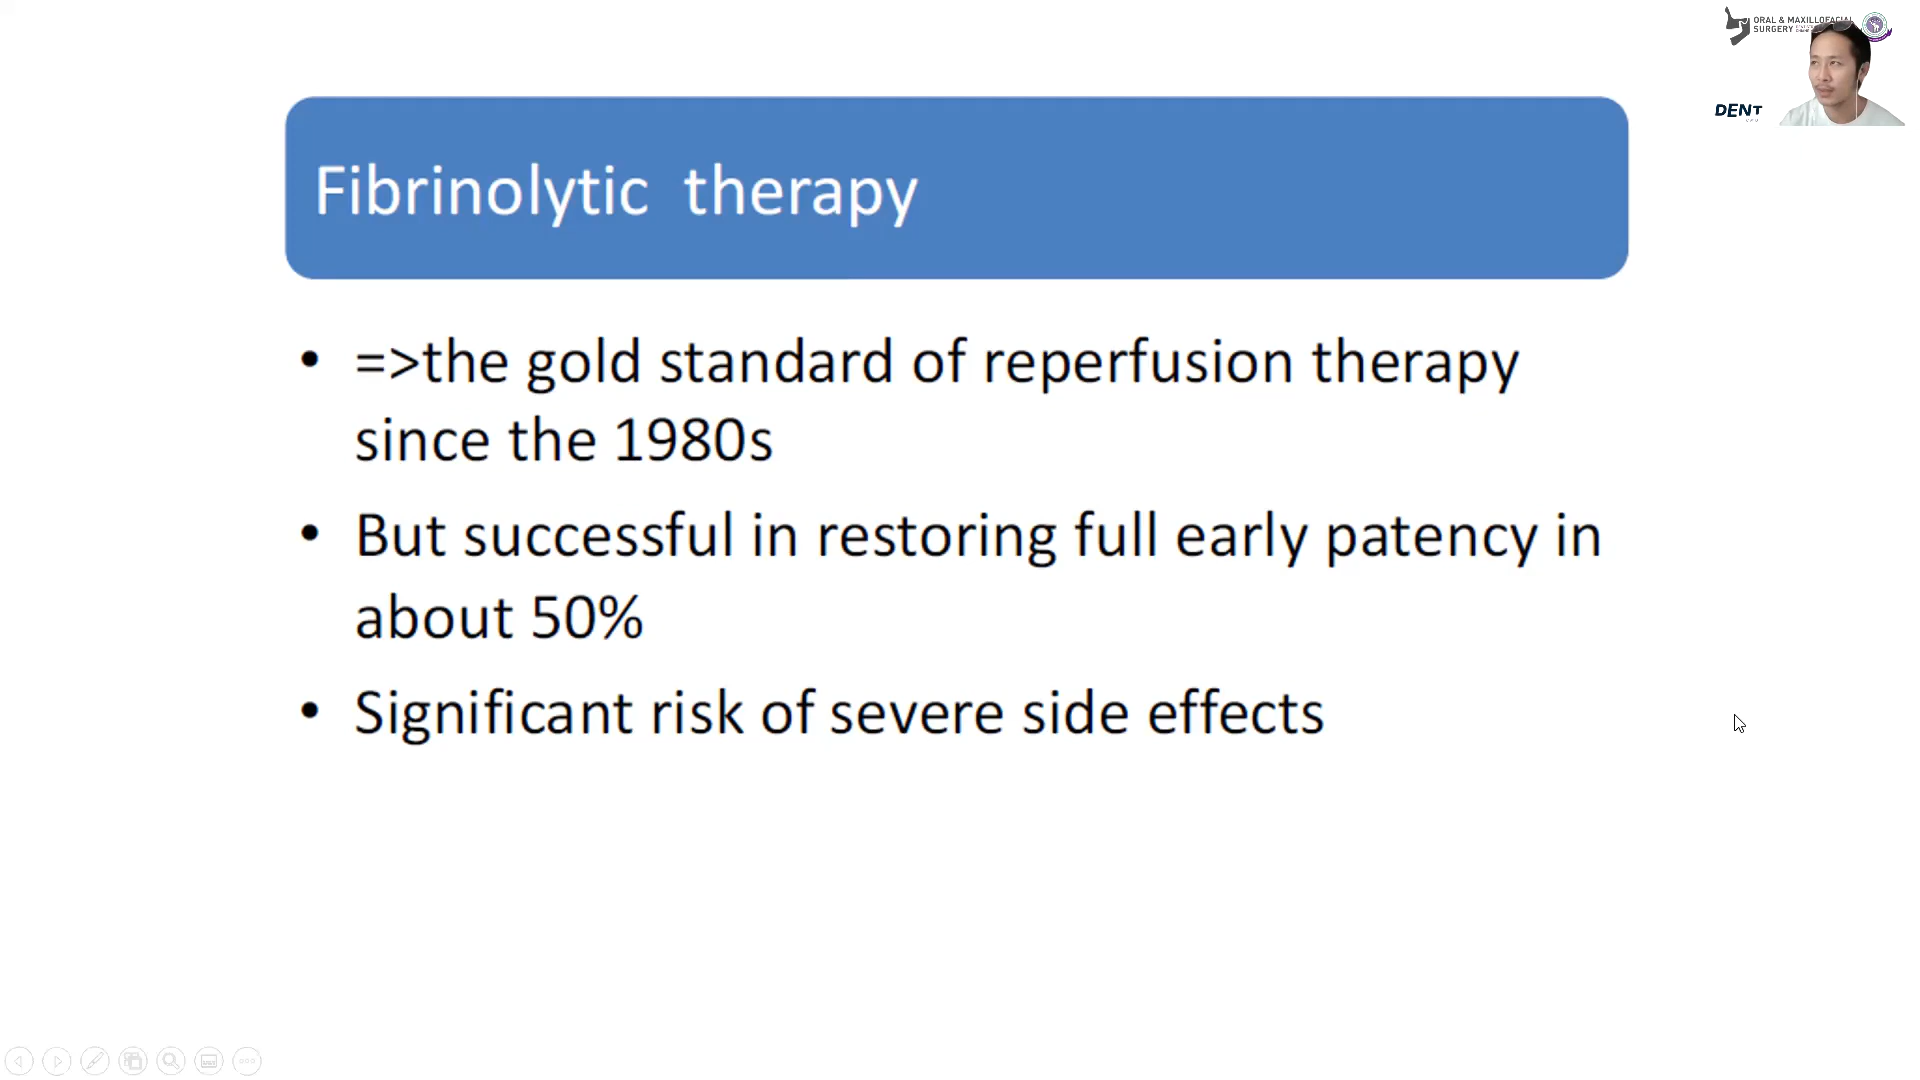 ORAL & MAXILLOFACIAL
SURGERY
DENT
Fibrinolytic therapy
• =>the gold standard of reperfusion therapy
since the 1980s
• But successful in restoring full early patency in
about 50%
• Significant risk of severe side effects